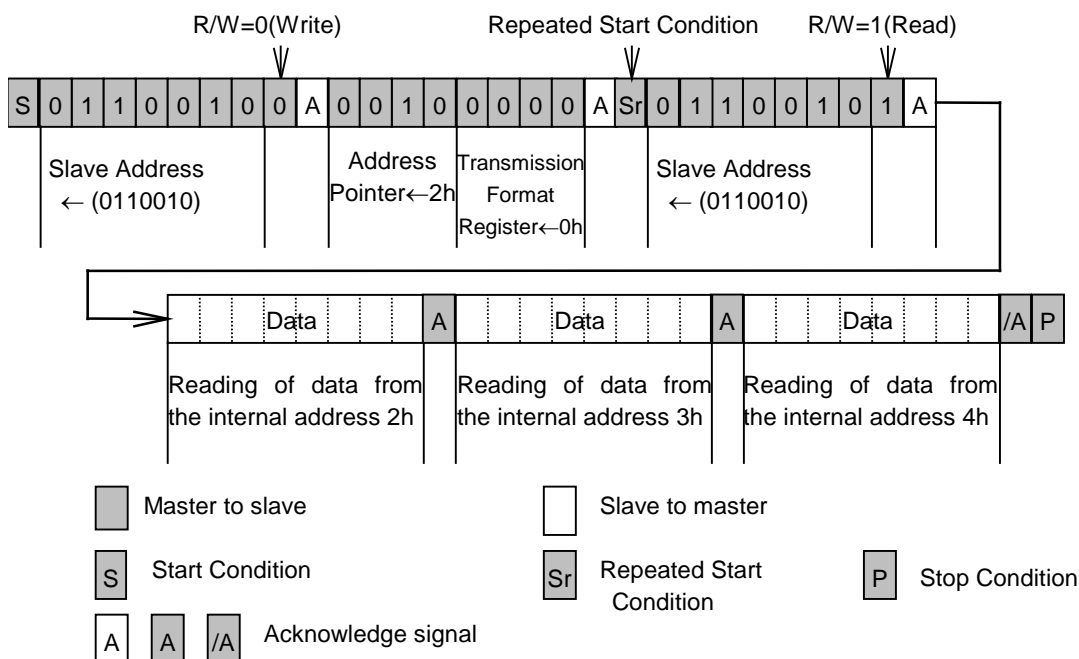 R/W=0(Write) Repeated Start Condition R/W=1(Read)
S 0 1 1 0 0 1 0 0 A 0 0 1 0 0 0 0 0 A Sr 0 1 1 0 0 1 0 1 A
Slave Address
← (0110010)
Address
Pointer←2h
Transmission
Format
Register←0h
Slave Address
← (0110010)
Data A Data A Data /A P
Reading of data from
the internal address 2h
Reading of data from
the internal address 3h
Reading of data from
the internal address 4h
Master to slave
Slave to master
S Start Condition
Sr Repeated Start
Condition
P Stop Condition
A A /A Acknowledge signal